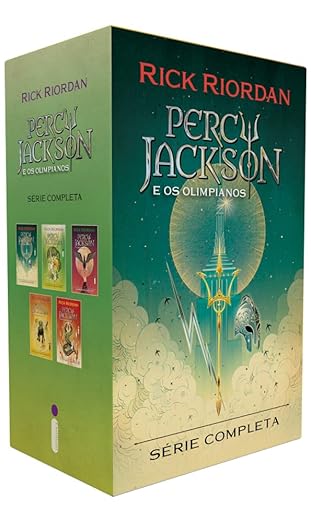 RICK RIORDAN
PERCY
JACKSON
E OS OLIMPIANOS
SÉRIE COMPLETA
RICK RIORDAN
PERCY
JACKSON
E OS OLIMPIANOS
SÉRIE COMPLETA